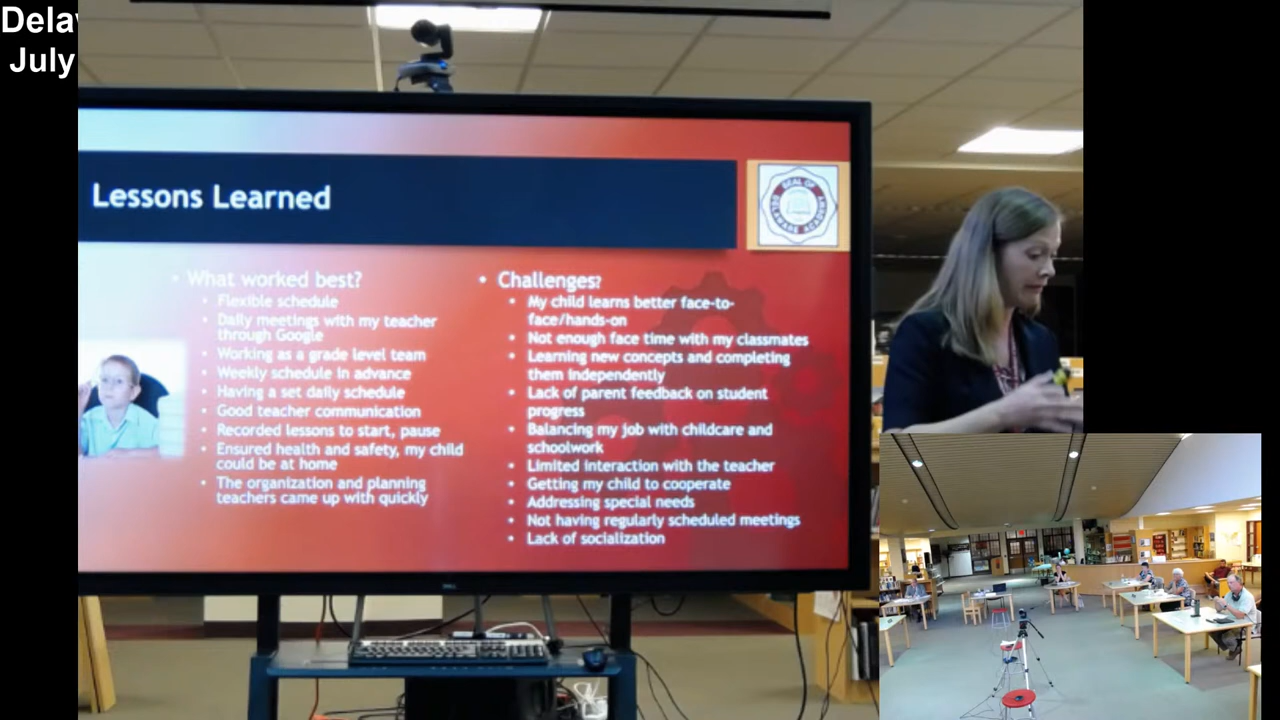 Dela
July
Lessons Learned
SEAL OF
DELAWARE ACADEMY
• What worked best?
• Flexible schedule
• Daily meetings with my teacher
through Google
• Working as a grade level team
• Weekly schedule in advance
• Having a set daily schedule
• Good teacher communication
• Recorded lessons to start, pause
• Ensured health and safety, my child
could be at home
• The organization and planning
teachers came up with quickly
• Challenges?
• My child learns better face-to-
face/hands-on
• Not enough face time with my classmates
• Learning new concepts and completing
them independently
• Lack of parent feedback on student
progress
• Balancing my job with childcare and
schoolwork
• Limited interaction with the teacher
• Getting my child to cooperate
• Addressing special needs
• Not having regularly scheduled meetings
• Lack of socialization
DELL